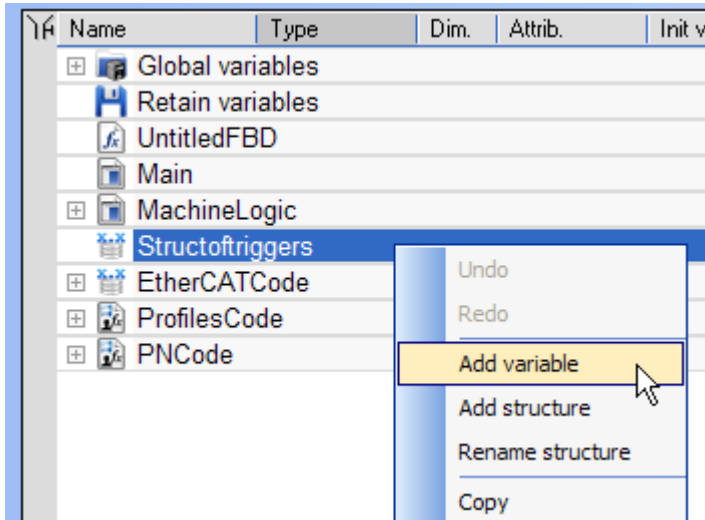 Name Type Dim. Attrib. Init v
Global variables
Retain variables
UntitledFBD
Main
MachineLogic
Structoftriggers
EtherCATCode
ProfilesCode
PNCode
Undo
Redo
Add variable
Add structure
Rename structure
Copy